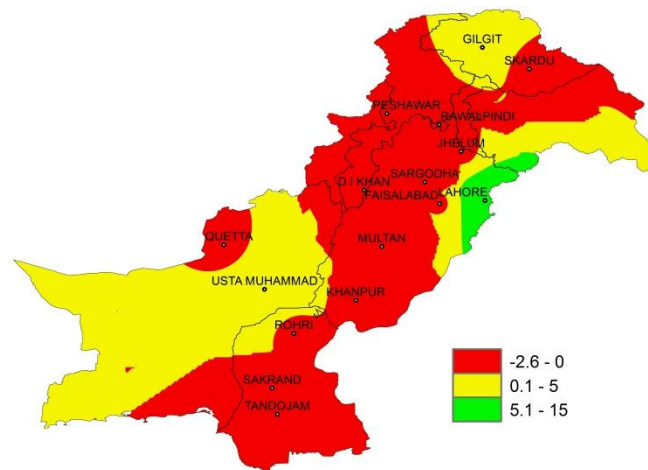 GILGIT
SKARDU
PESHAWAR
RAWALPINDI
JHELUM
SARGODHA
D I KHAN
FAISALABAD
LAHORE
QUETTA
MULTAN
USTA MUHAMMAD
KHANPUR
ROHRI
SAKRAND
TANDOJAM
-2.6 - 0
0.1 - 5
5.1 - 15